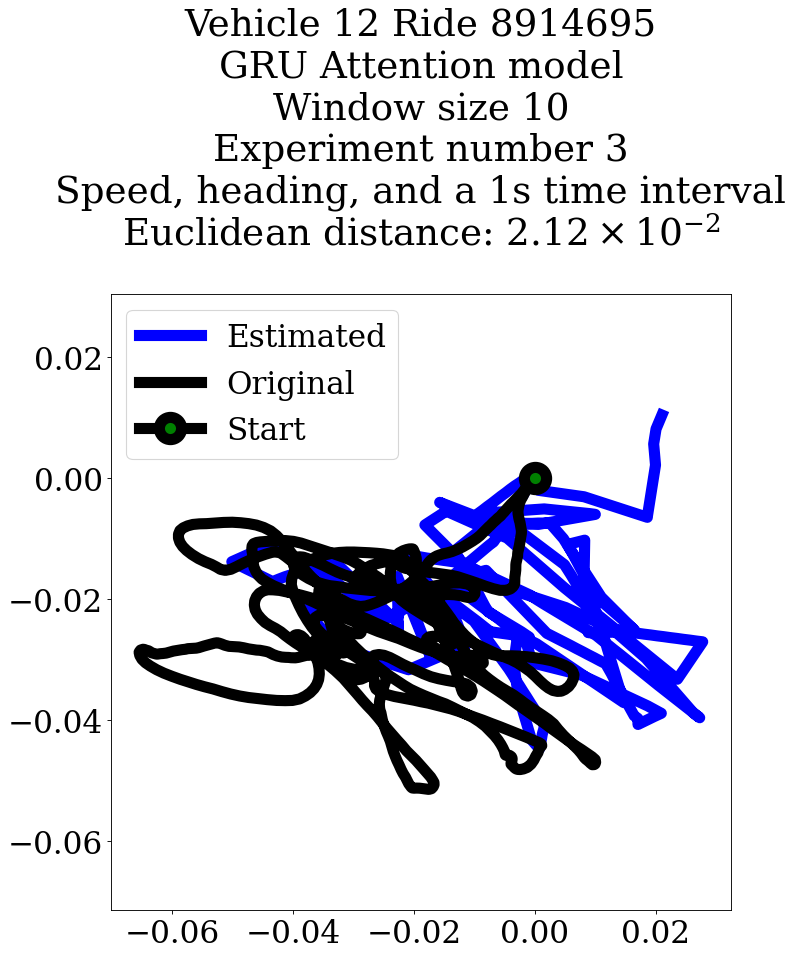 Vehicle 12 Ride 8914695
GRU Attention model
Window size 10
Experiment number 3
Speed, heading, and a 1s time interval
Euclidean distance: 2.12 × 10⁻²
Estimated
Original
Start
0.02
0.00
−0.02
−0.04
−0.06
−0.06 −0.04 −0.02 0.00 0.02